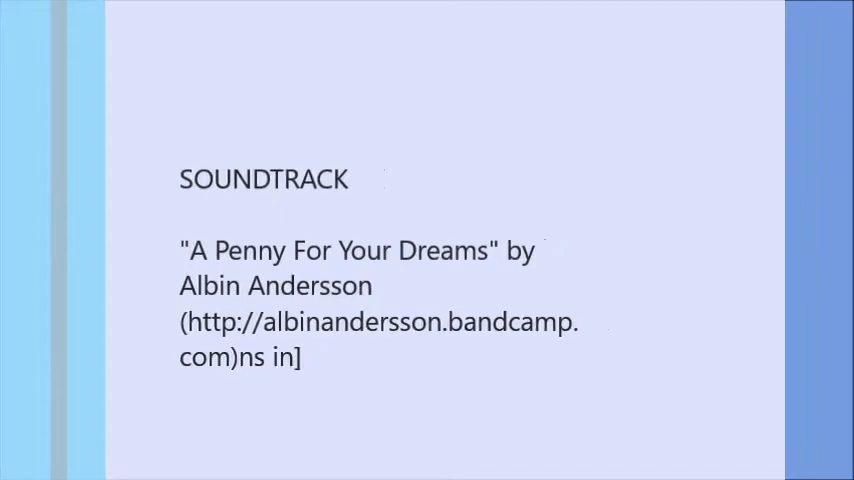 SOUNDTRACK
"A Penny For Your Dreams" by
Albin Andersson
(http://albinandersson.bandcamp.
com)ns in]